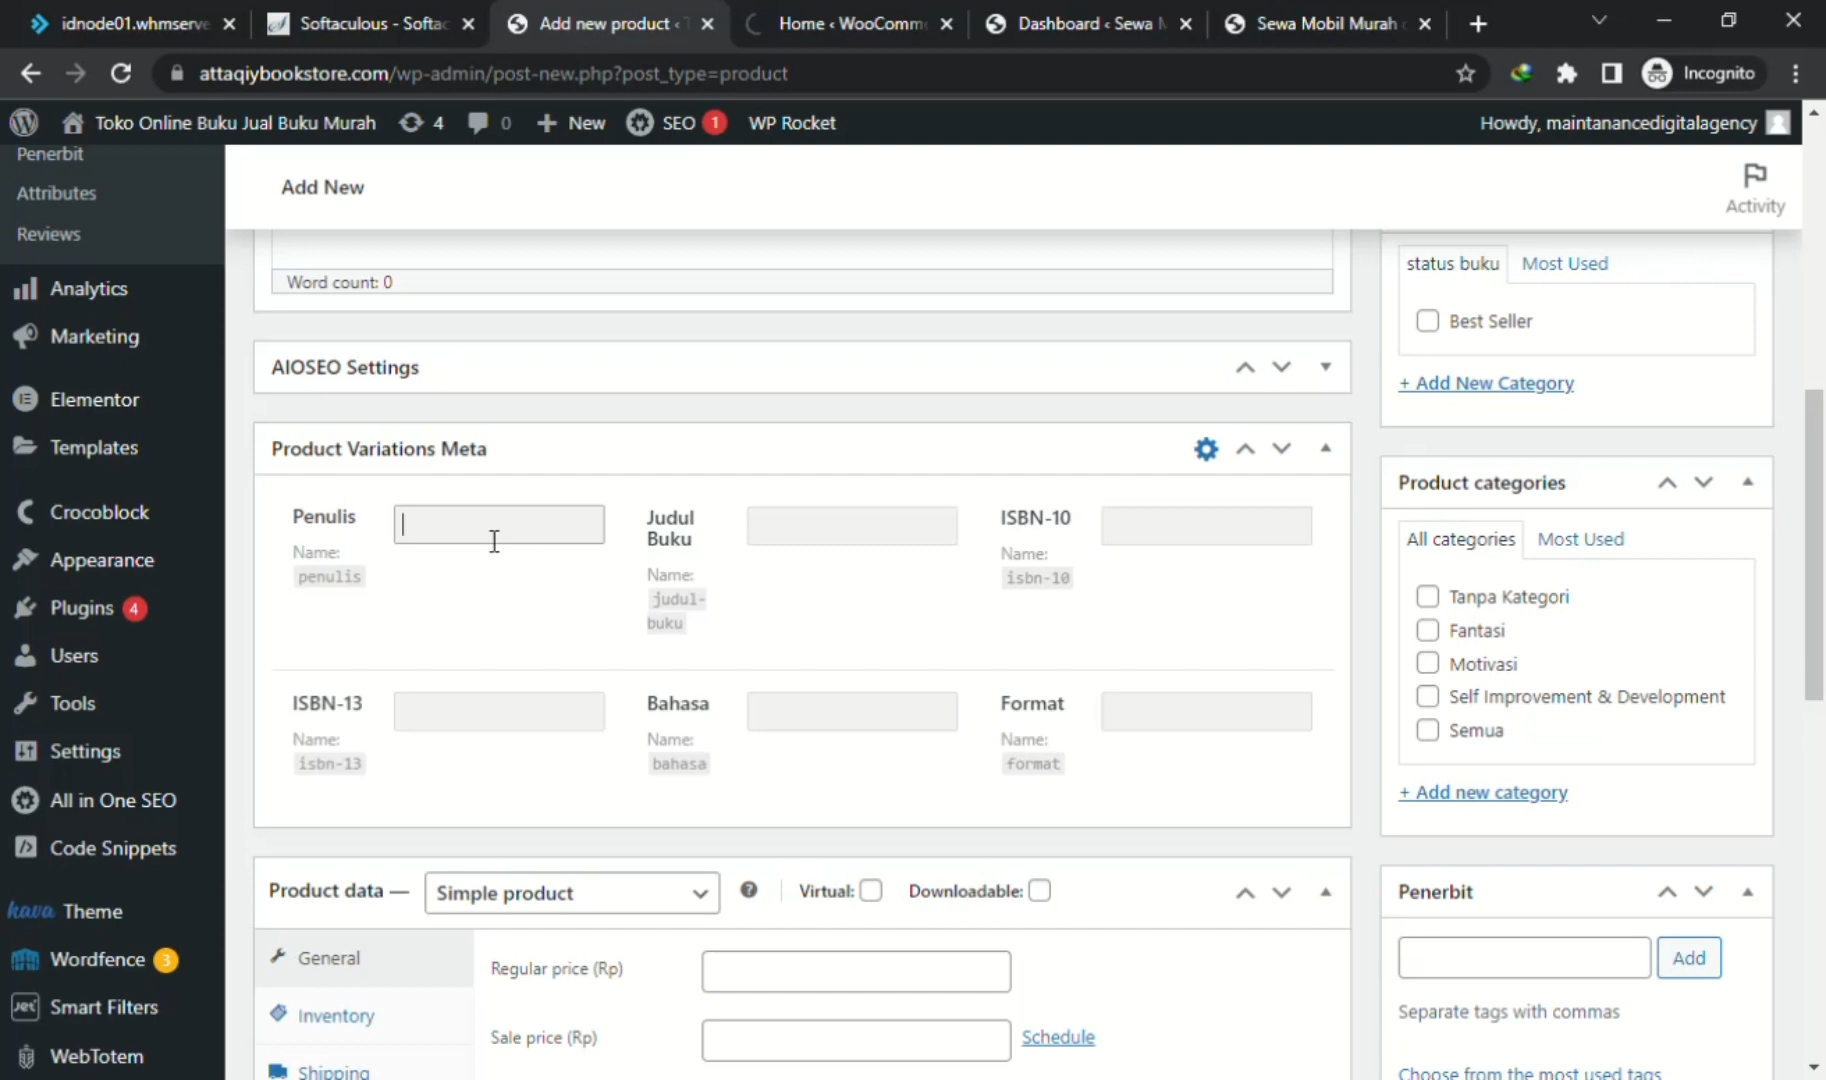 idnode01.whmserve
Softaculous - Softac
Add new product ‹ T
Home ‹ WooComm
Dashboard ‹ Sewa M
Sewa Mobil Murah
attaqiybookstore.com/wp-admin/post-new.php?post_type=product
Incognito
Toko Online Buku Jual Buku Murah
4
0
New
SEO 1
WP Rocket
Howdy, maintanancedigitalagency
Penerbit
Attributes
Reviews
Analytics
Marketing
Elementor
Templates
Crocoblock
Appearance
Plugins 4
Users
Tools
Settings
All in One SEO
Code Snippets
kava Theme
Wordfence 3
Jet Smart Filters
WebTotem
Add New
Activity
Word count: 0
AIOSEO Settings
Product Variations Meta
Penulis
Name:
penulis
Judul
Buku
Name:
judul-
buku
ISBN-10
Name:
isbn-10
ISBN-13
Name:
isbn-13
Bahasa
Name:
bahasa
Format
Name:
format
Product data —
Simple product
Virtual:
Downloadable:
General
Inventory
Shipping
Regular price (Rp)
Sale price (Rp)
Schedule
status buku
Most Used
Best Seller
+ Add New Category
Product categories
All categories
Most Used
Tanpa Kategori
Fantasi
Motivasi
Self Improvement & Development
Semua
+ Add new category
Penerbit
Add
Separate tags with commas
Choose from the most used tags